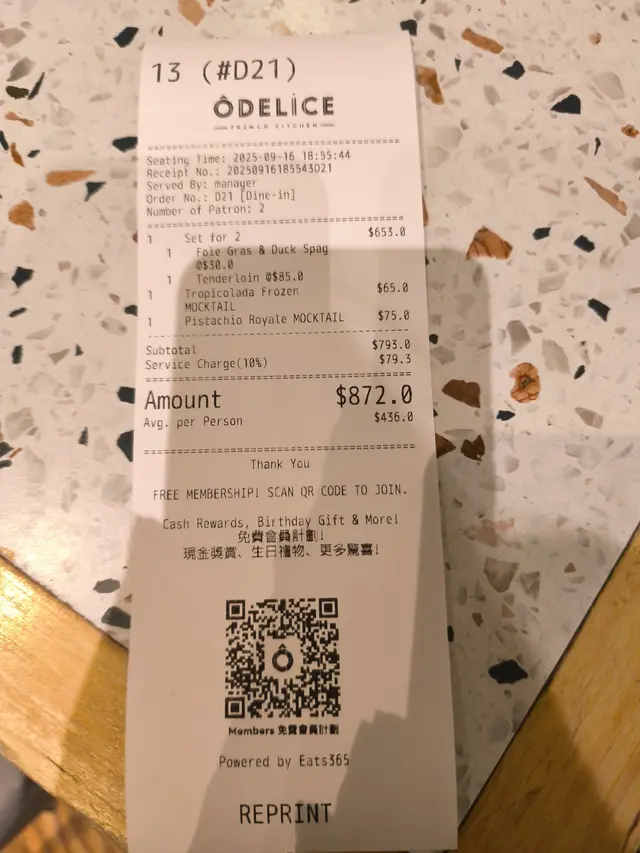 13 (#D21)
ÔDELİCE
FRENCH KITCHEN
Seating Time: 2025-09-16 18:55:44
Receipt No.: 20250916185543D21
Served By: manager
Order No.: D21 [Dine-in]
Number of Patron: 2
1 Set for 2 $653.0
1 Foie Gras & Duck Spag
@$30.0
1 Tenderloin @$85.0
1 Tropicolada Frozen $65.0
MOCKTAIL
1 Pistachio Royale MOCKTAIL $75.0
Subtotal $793.0
Service Charge(10%) $79.3
Amount $872.0
Avg. per Person $436.0
Thank You
FREE MEMBERSHIP! SCAN QR CODE TO JOIN.
Cash Rewards, Birthday Gift & More!
免費會員計劃!
現金獎賞、生日禮物、更多驚喜!
Members 免費會員計劃
Powered by Eats365
REPRINT